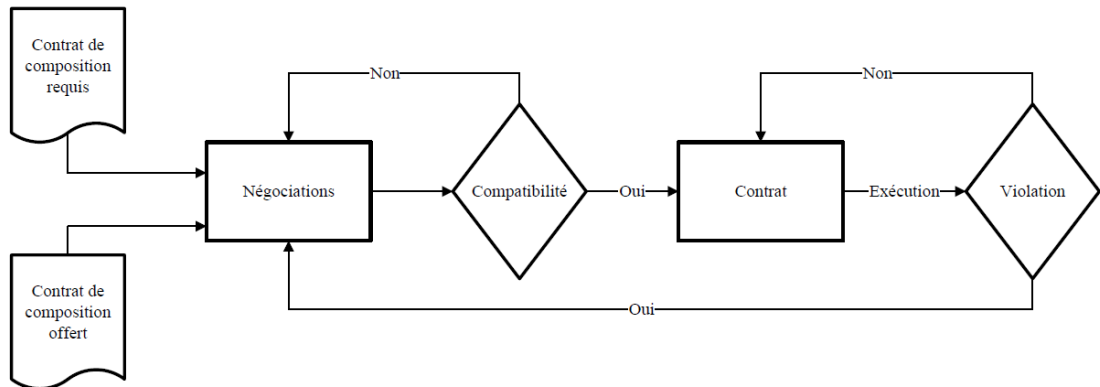 Contrat de
composition
requis
Non
Non
Négociations
Compatibilité
Oui
Contrat
Exécution
Violation
Contrat de
composition
offert
Oui